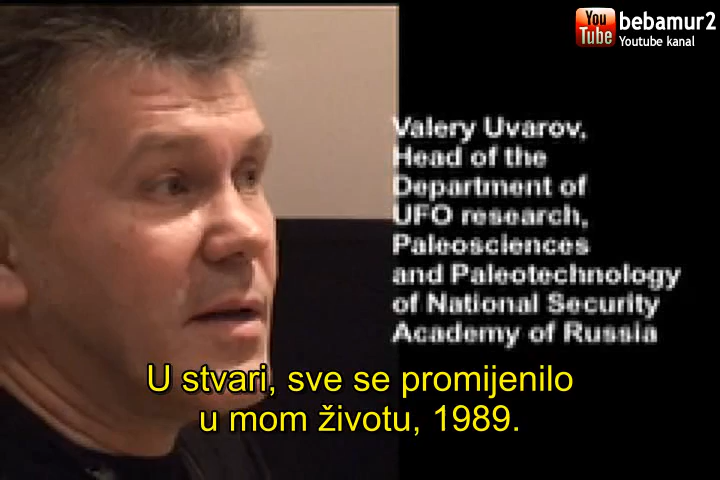 You
Tube
bebamur2
Youtube kanal
Valery Uvarov,
Head of the
Department of
UFO research,
Paleosciences
and Paleotechnology
of National Security
Academy of Russia
U stvari, sve se promijenilo
u mom životu, 1989.